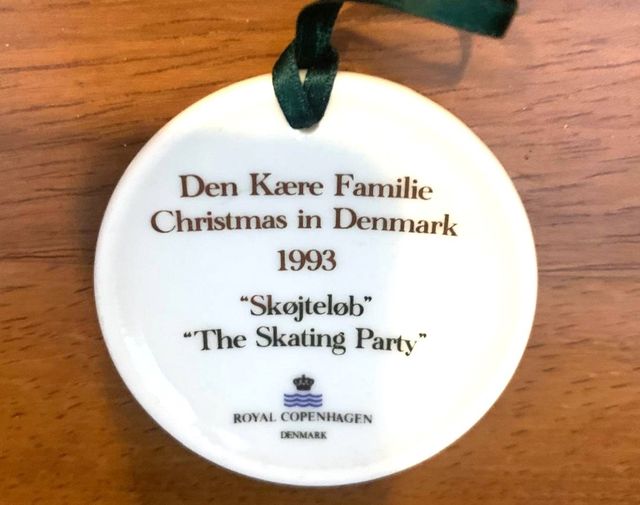 Den Kære Familie
Christmas in Denmark
1993
“Skøjteløb”
“The Skating Party”
ROYAL COPENHAGEN
DENMARK